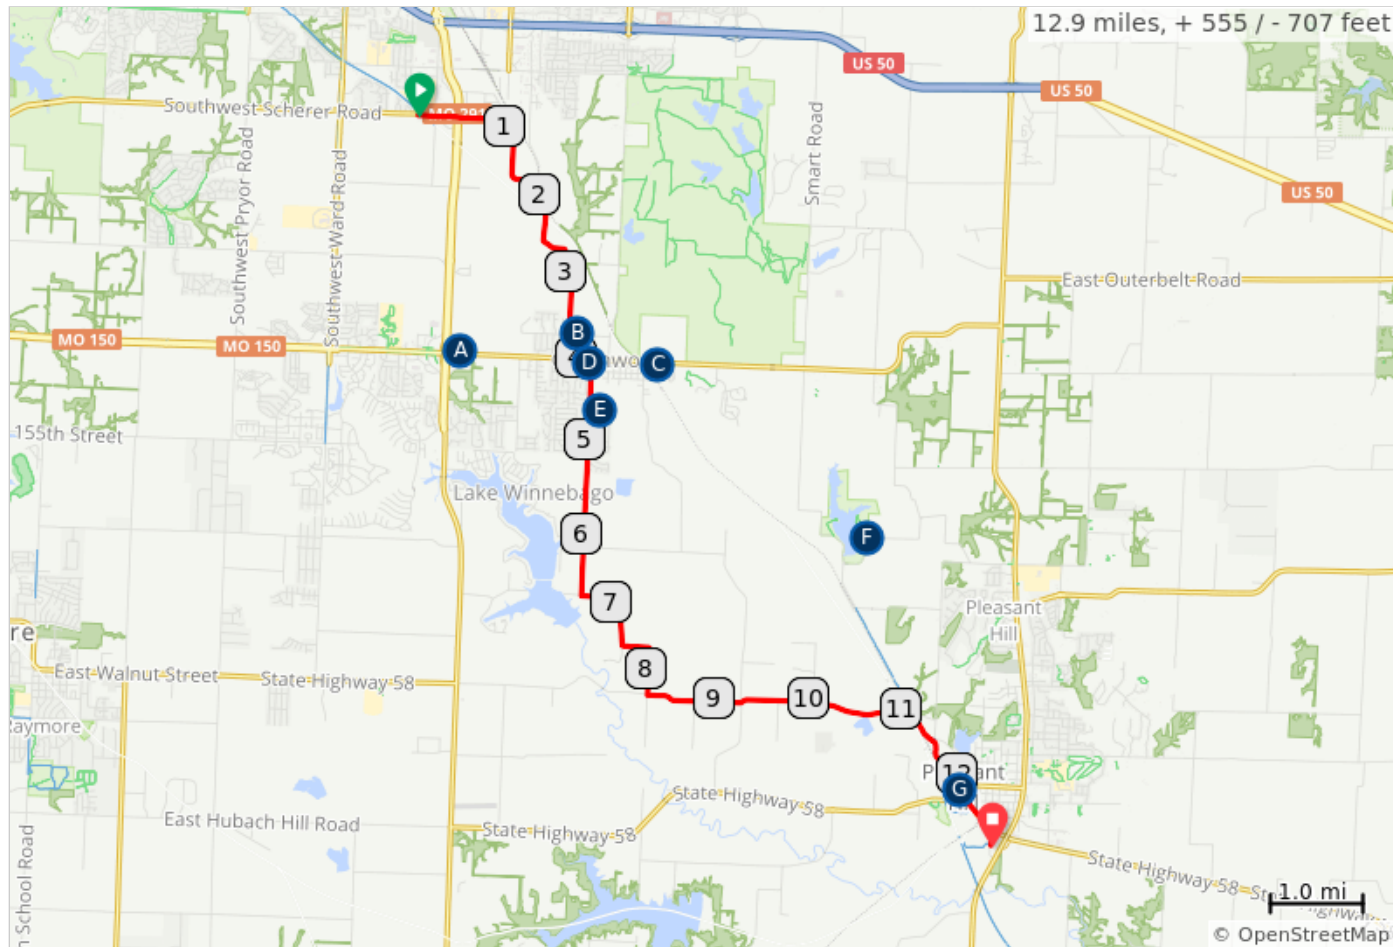 12.9 miles, + 555 / - 707 feet
US 50
US 50
US 50
Southwest Scherer Road
MO 291
1
Smart Road
Southwest Pryor Road
Southwest Ward Road
2
3
East Outerbelt Road
MO 150
MO 150
A
B
D
C
E
155th Street
5
Lake Winnebago
6
F
7
Pleasant
Hill
8
East Walnut Street
State Highway 58
9
10
11
12
G
State Highway 58
East Hubach Hill Road
State Highway 58
State Highway 58
School Road
1.0 mi
© OpenStreetMap